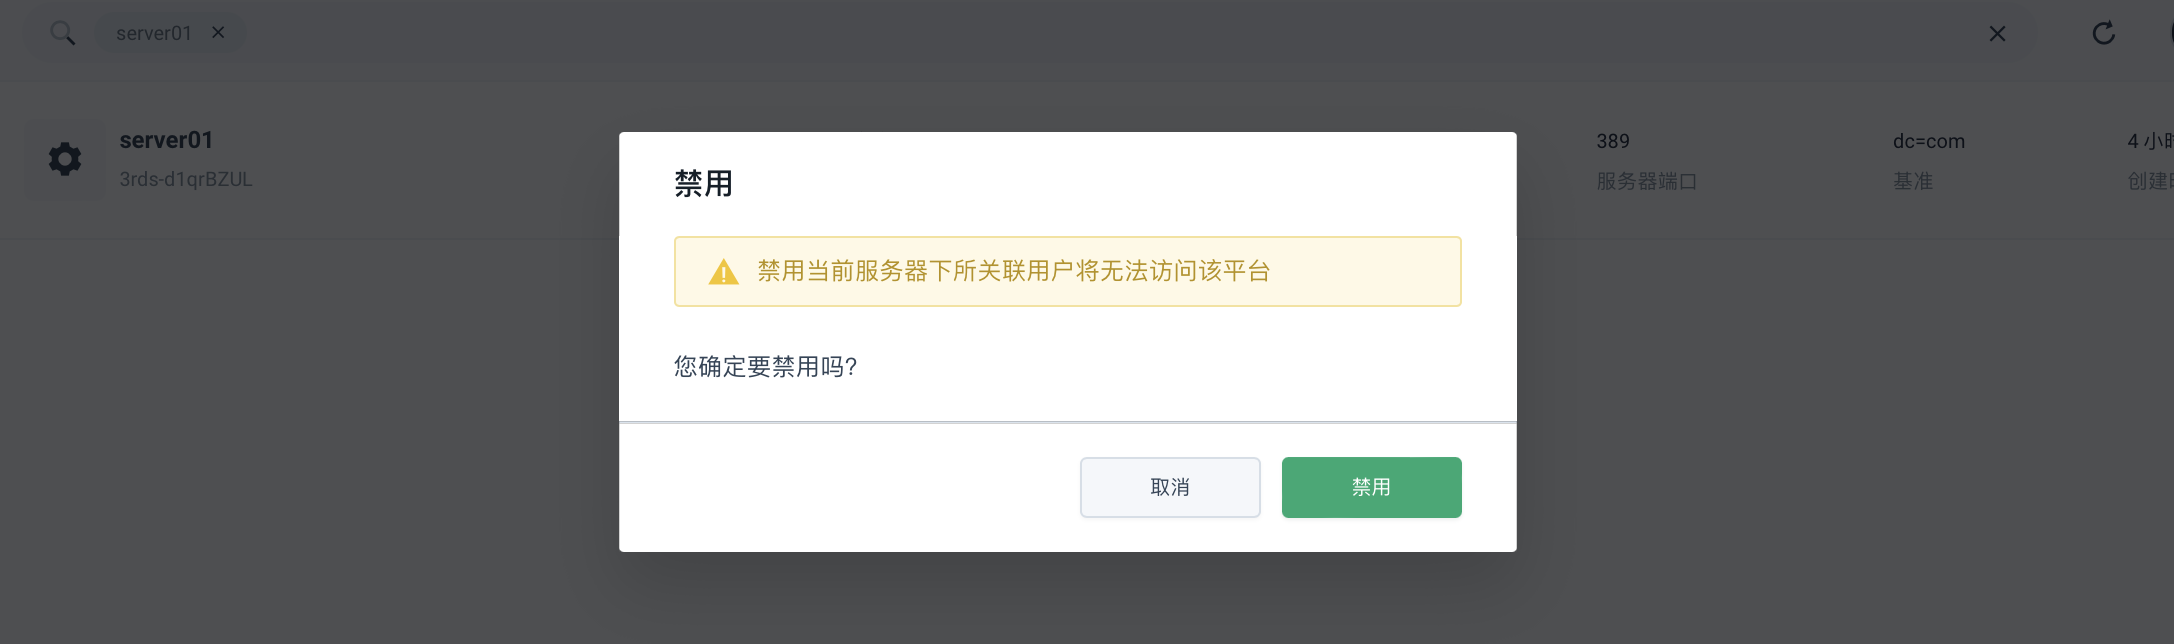 server01
server01
3rds-d1qrBZUL
389
服务器端口
dc=com
基准
4 小
创建
禁用
禁用当前服务器下所关联用户将无法访问该平台
您确定要禁用吗?
取消
禁用